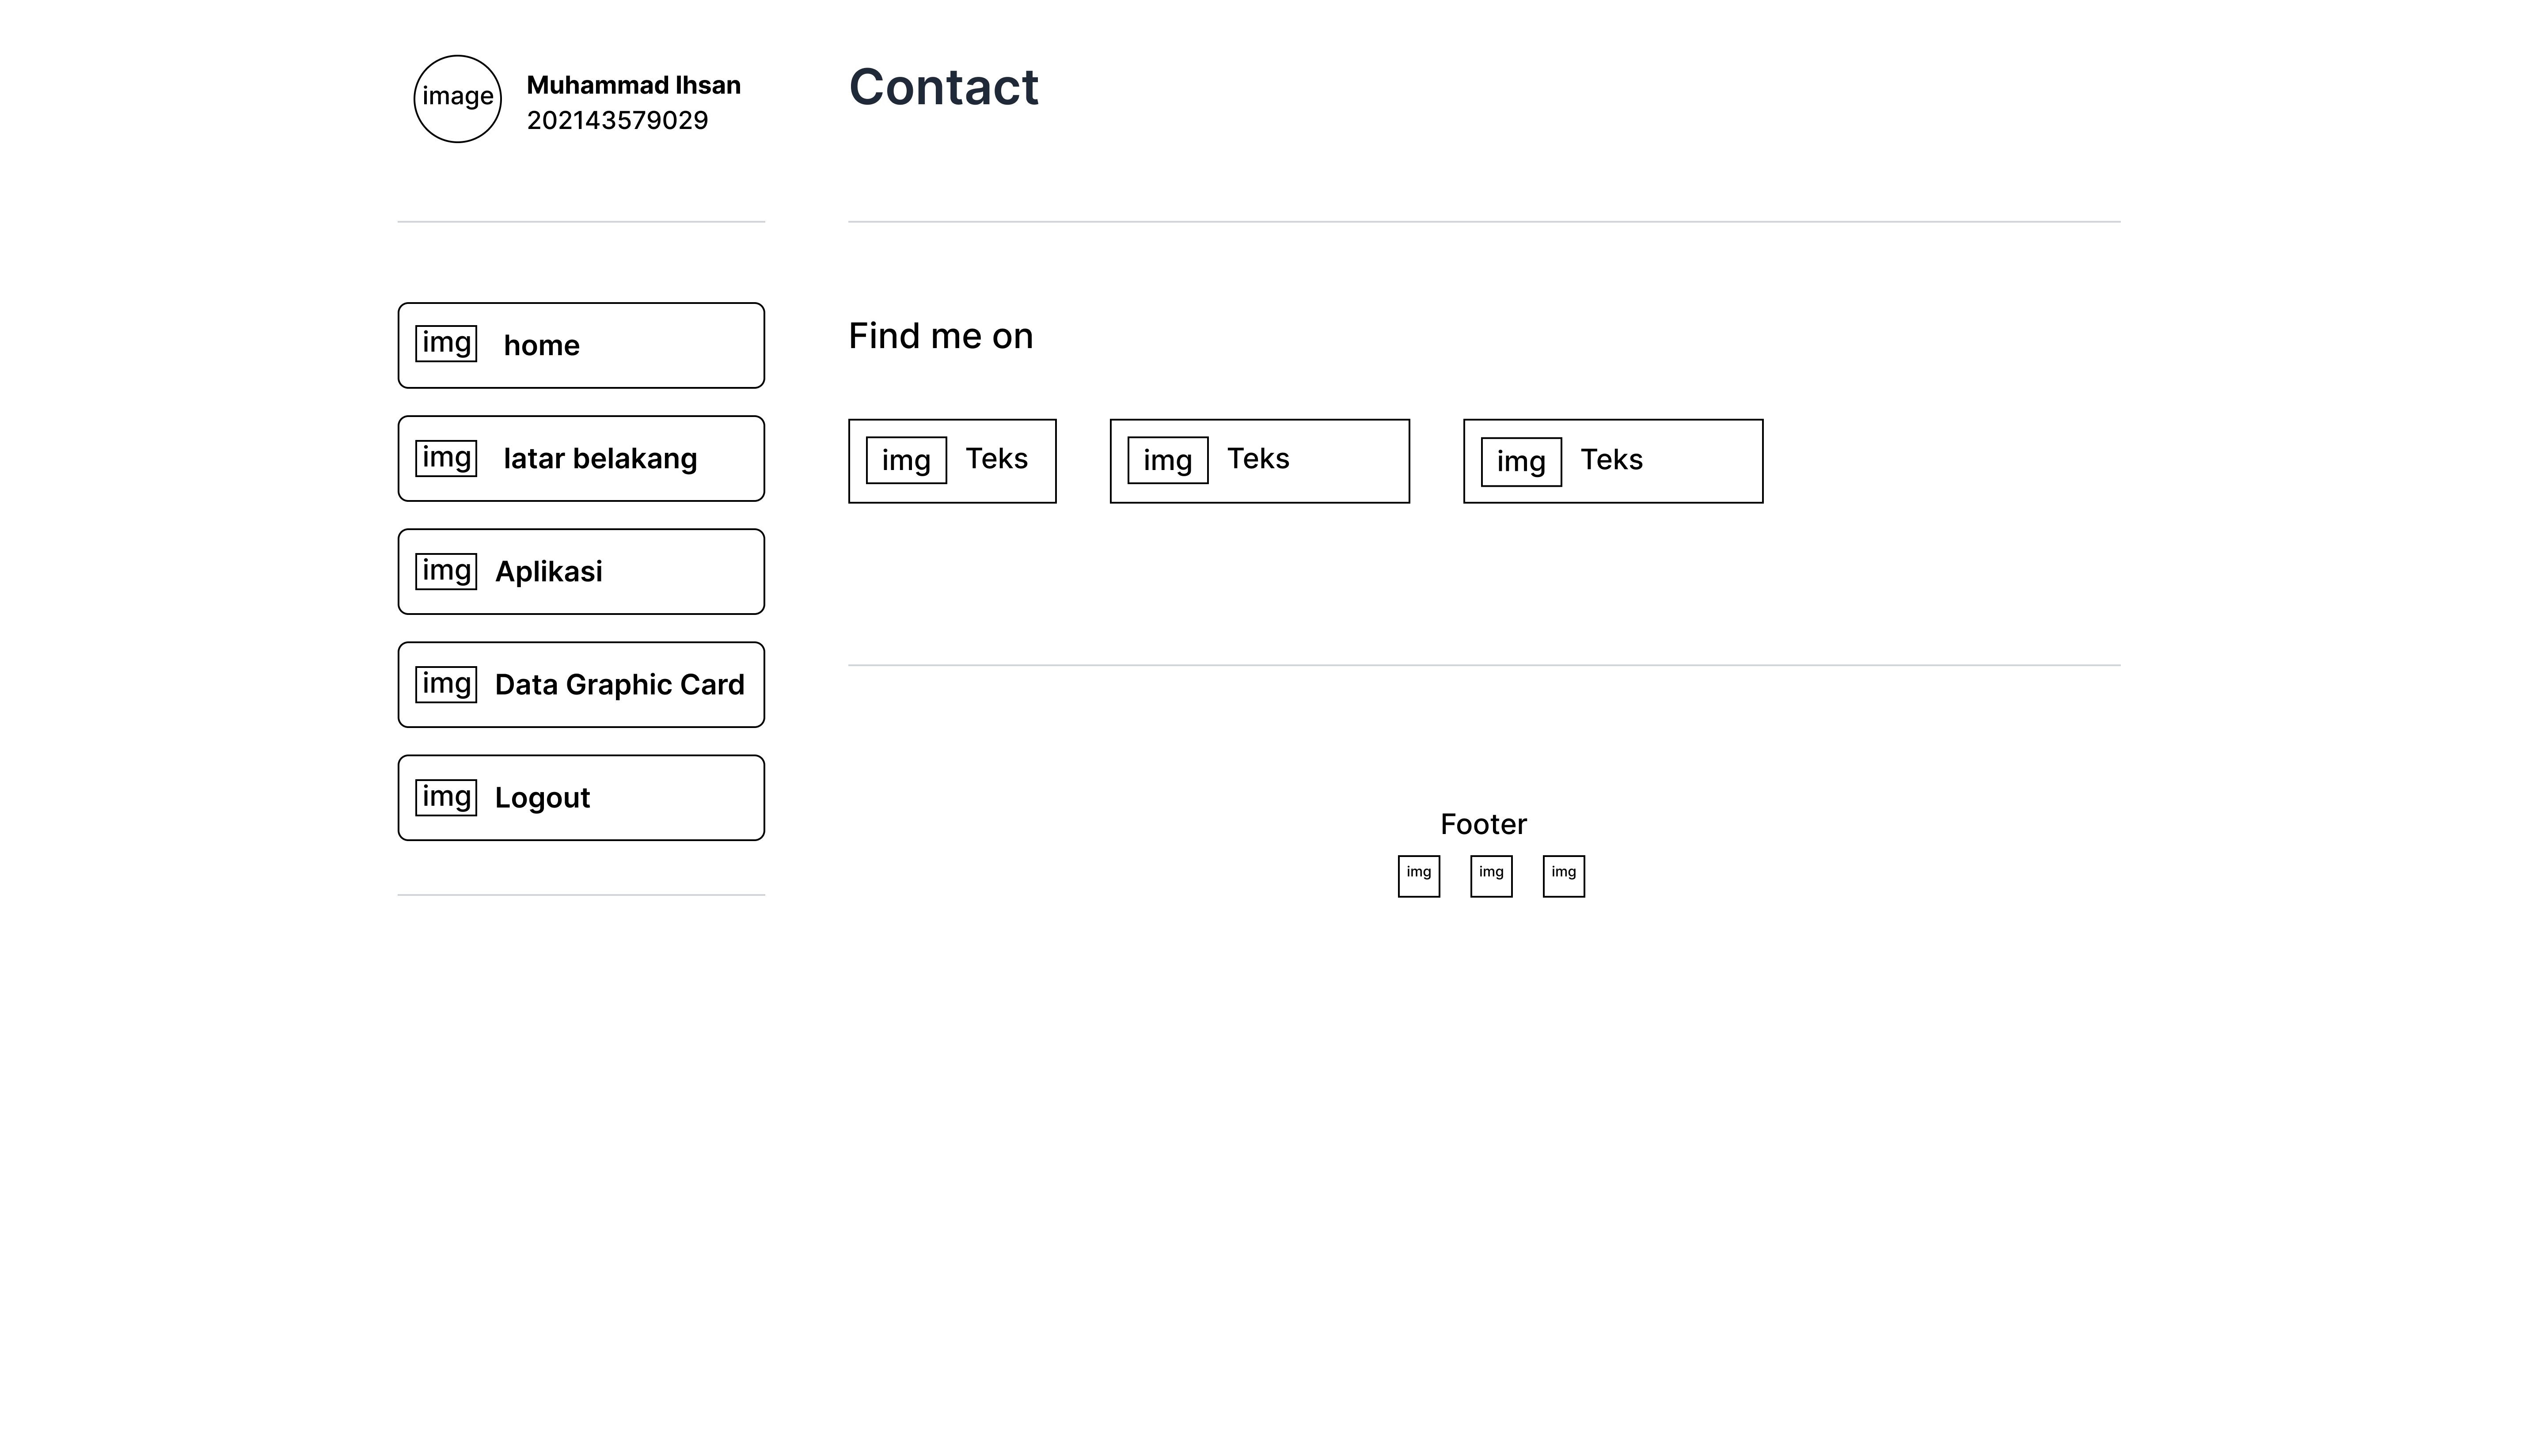 image
Muhammad Ihsan
202143579029
Contact
img home
img latar belakang
img Aplikasi
img Data Graphic Card
img Logout
Find me on
img Teks
img Teks
img Teks
Footer
img img img